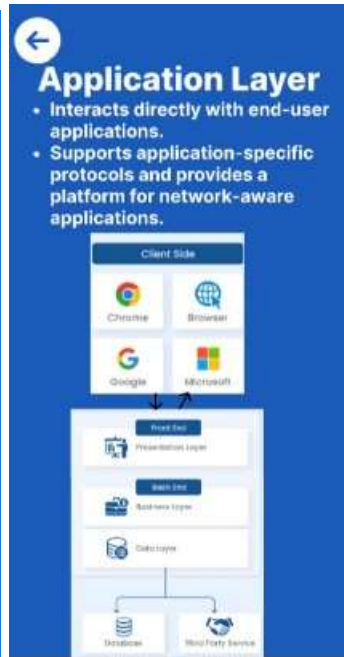 Application Layer
• Interacts directly with end-user
applications.
• Supports application-specific
protocols and provides a
platform for network-aware
applications.
Client Side
Chrome
Browser
Google
Microsoft
Front End
Presentation Layer
Back End
Business Layer
Data Layer
Database
Third Party Service